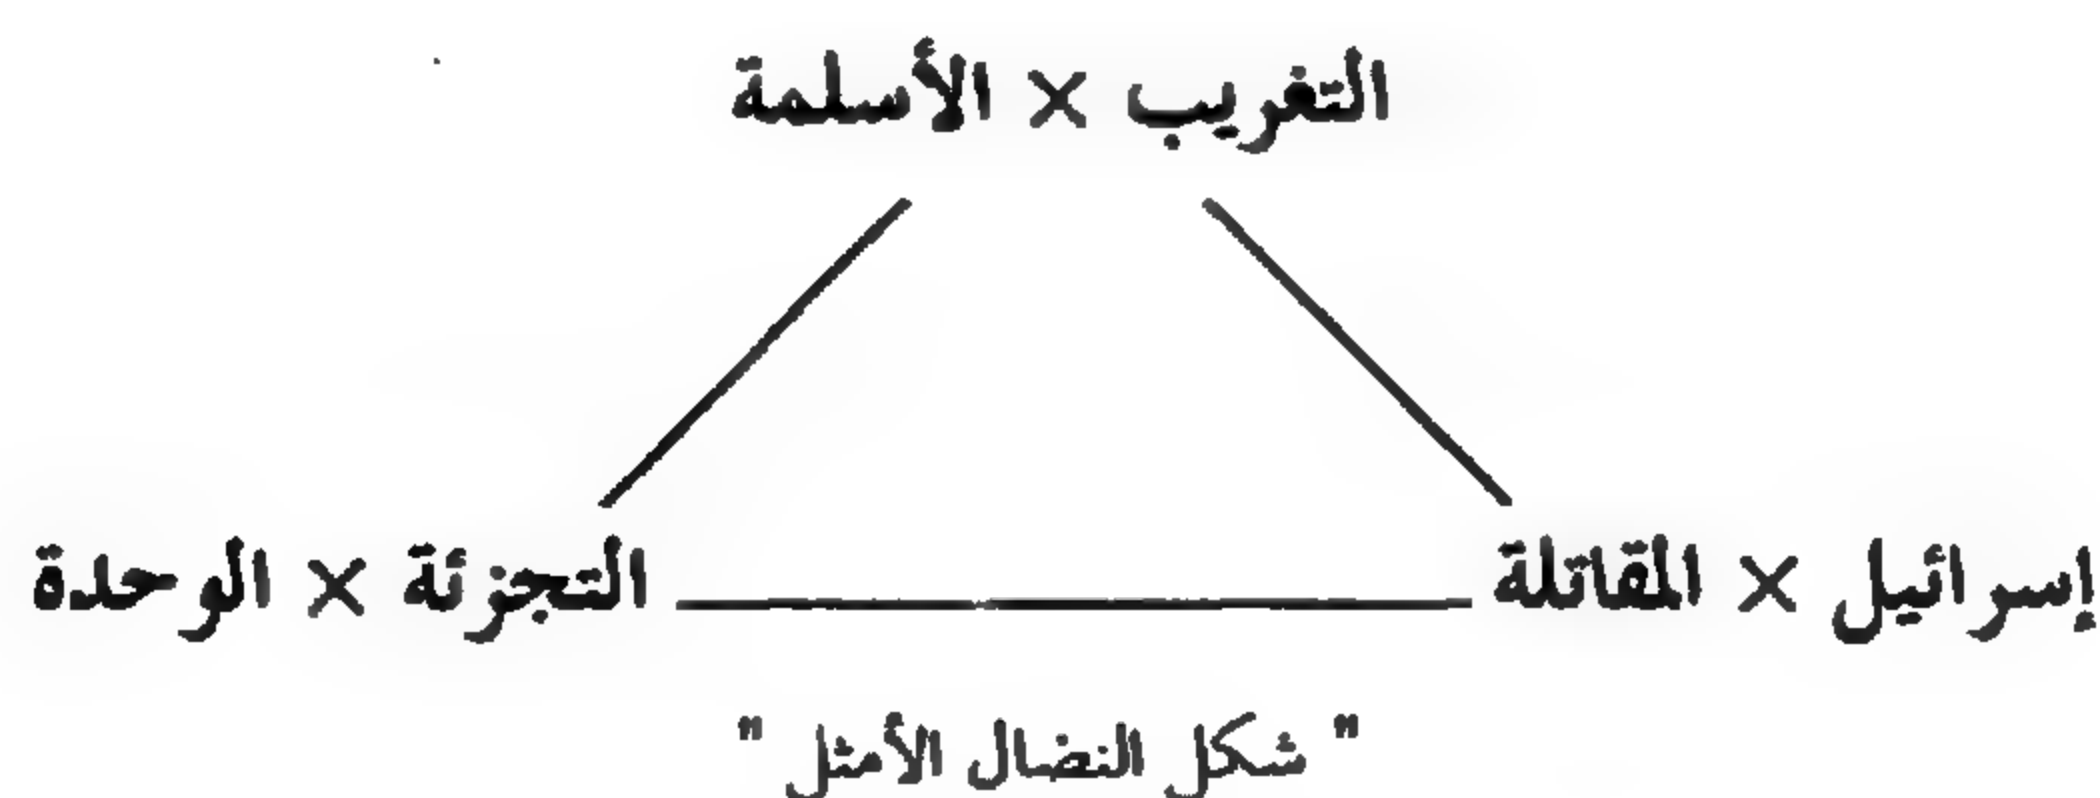 التغريب × الأسلمة
إسرائيل × المقاتلة
التجزئة × الوحدة
" شكل النضال الأمثل "